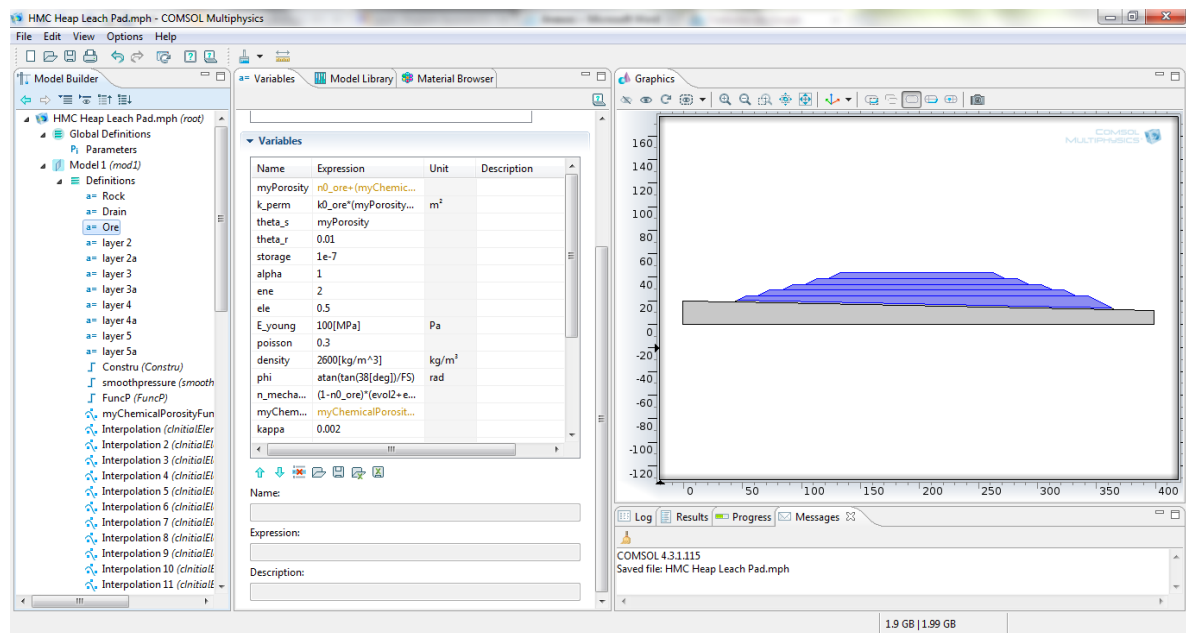 HMC Heap Leach Pad.mph - COMSOL Multiphysics
File Edit View Options Help
Model Builder
HMC Heap Leach Pad.mph (root)
Global Definitions
Pi Parameters
Model 1 (mod1)
Definitions
a= Rock
a= Drain
a= Ore
a= layer 2
a= layer 2a
a= layer 3
a= layer 3a
a= layer 4
a= layer 4a
a= layer 5
a= layer 5a
Constru (Constru)
smoothpressure (smooth
FuncP (FuncP)
myChemicalPorosityFun
Interpolation (cInitialEler
Interpolation 2 (cInitialEl
Interpolation 3 (cInitialEl
Interpolation 4 (cInitialEl
Interpolation 5 (cInitialEl
Interpolation 6 (cInitialEl
Interpolation 7 (cInitialEl
Interpolation 8 (cInitialEl
Interpolation 9 (cInitialEl
Interpolation 10 (cInitialE
Interpolation 11 (cInitialE
a= Variables Model Library Material Browser
Variables
Name Expression Unit Description
myPorosity n0_ore+(myChemic...
k_perm k0_ore*(myPorosity... m²
theta_s myPorosity
theta_r 0.01
storage 1e-7
alpha 1
ene 2
ele 0.5
E_young 100[MPa] Pa
poisson 0.3
density 2600[kg/m^3] kg/m³
phi atan(tan(38[deg])/FS) rad
n_mecha... (1-n0_ore)*(evol2+e...
myChem... myChemicalPorosit...
kappa 0.002
Name:
Expression:
Description:
Graphics
COMSOL
MULTIPHYSICS
160
140
120
100
80
60
40
20
0
-20
-40
-60
-80
-100
-120
0 50 100 150 200 250 300 350 400
Log Results Progress Messages
COMSOL 4.3.1.115
Saved file: HMC Heap Leach Pad.mph
1.9 GB | 1.99 GB